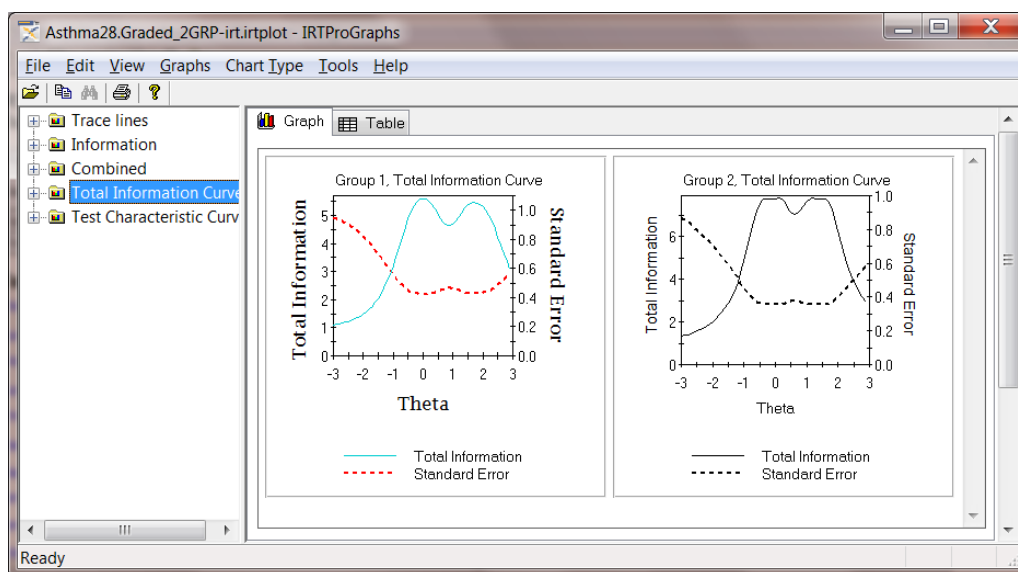 Asthma28.Graded_2GRP-irt.irtplot - IRTProGraphs
File Edit View Graphs Chart Type Tools Help
Trace lines
Information
Combined
Total Information Curve
Test Characteristic Curv
Graph
Table
Group 1, Total Information Curve
Total Information
5
4
3
2
1
0
1.0
0.8
0.6
0.4
0.2
0.0
Standard Error
-3 -2 -1 0 1 2 3
Theta
Total Information
Standard Error
Group 2, Total Information Curve
Total Information
6
4
2
0
1.0
0.8
0.6
0.4
0.2
0.0
Standard Error
-3 -2 -1 0 1 2 3
Theta
Total Information
Standard Error
Ready